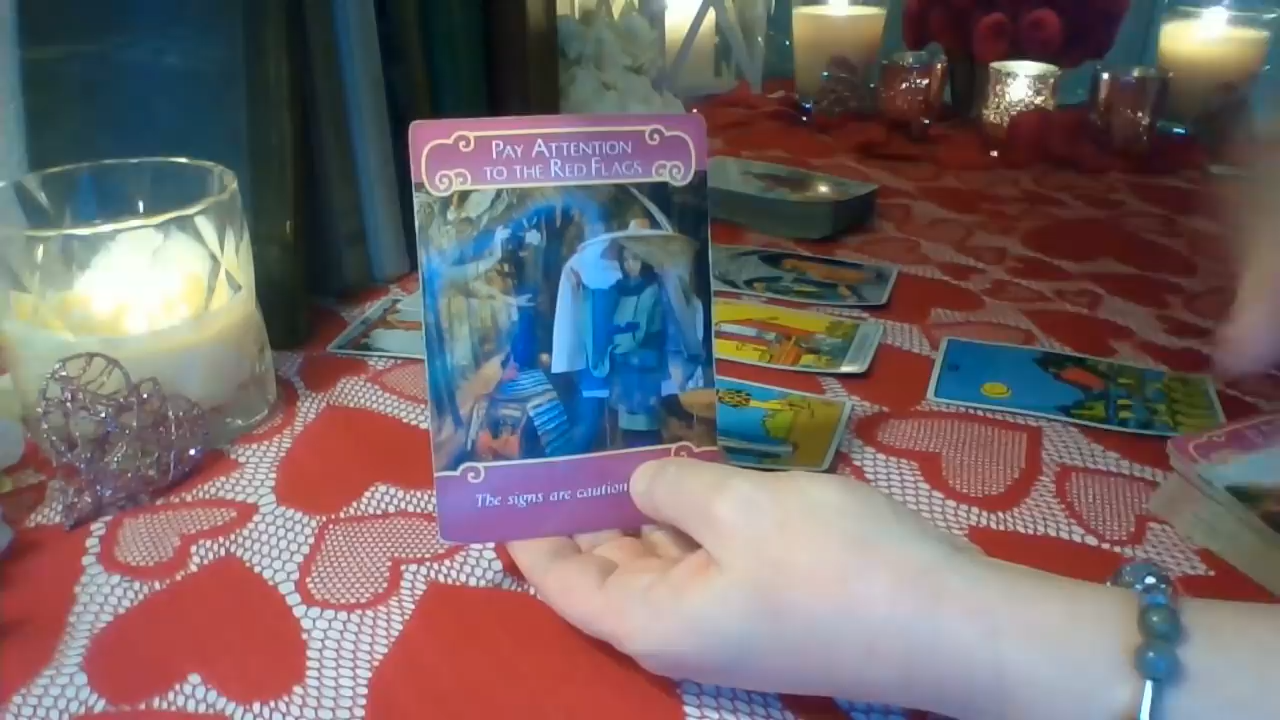 PAY ATTENTION
TO THE RED FLAGS
The signs are caution